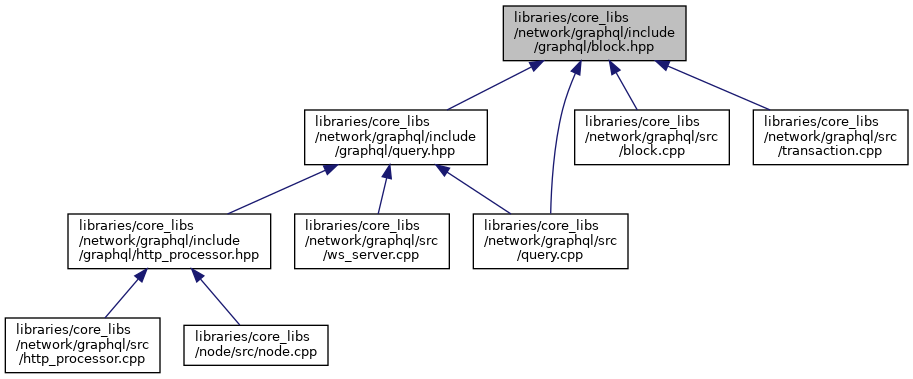 libraries/core_libs
/network/graphql/include
/graphql/block.hpp
libraries/core_libs
/network/graphql/include
/graphql/query.hpp
libraries/core_libs
/network/graphql/src
/block.cpp
libraries/core_libs
/network/graphql/src
/transaction.cpp
libraries/core_libs
/network/graphql/include
/graphql/http_processor.hpp
libraries/core_libs
/network/graphql/src
/ws_server.cpp
libraries/core_libs
/network/graphql/src
/query.cpp
libraries/core_libs
/network/graphql/src
/http_processor.cpp
libraries/core_libs
/node/src/node.cpp